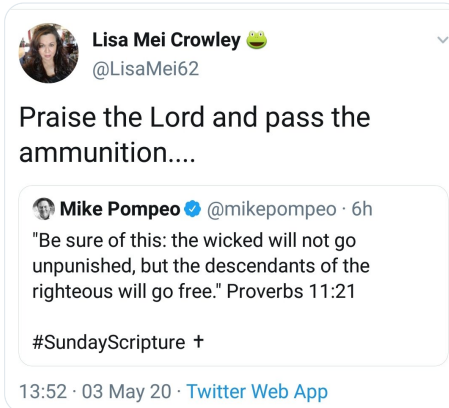 Lisa Mei Crowley 🐸
@LisaMei62
Praise the Lord and pass the
ammunition....
Mike Pompeo @mikepompeo · 6h
"Be sure of this: the wicked will not go
unpunished, but the descendants of the
righteous will go free." Proverbs 11:21
#SundayScripture ✝
13:52 · 03 May 20 · Twitter Web App